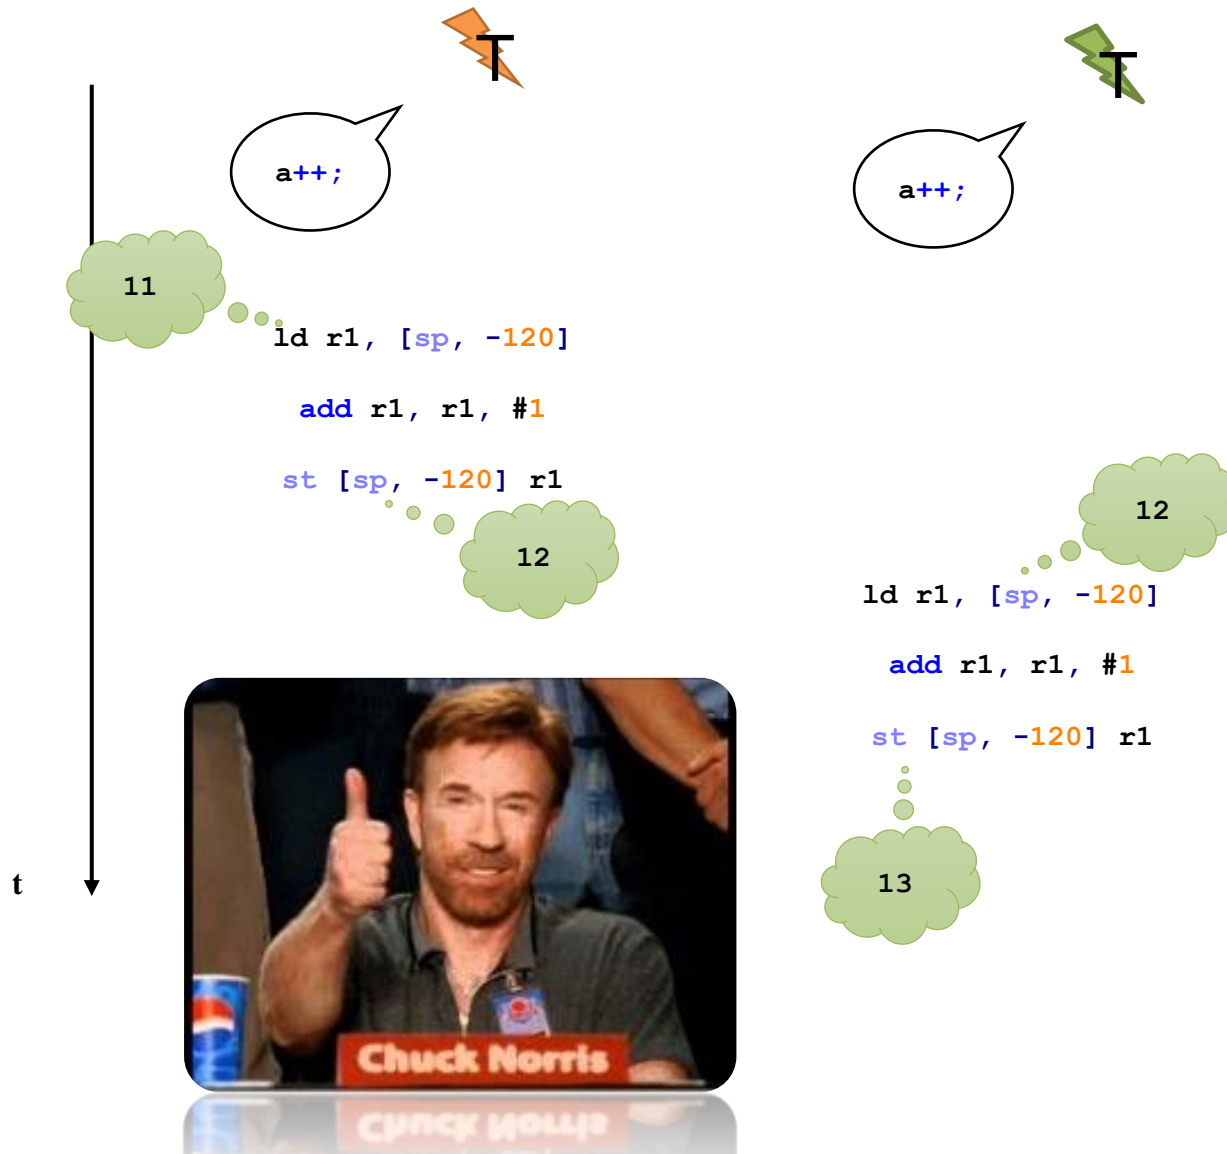 T
T
a++;
a++;
11
ld r1, [sp, -120]
add r1, r1, #1
st [sp, -120] r1
12
12
ld r1, [sp, -120]
add r1, r1, #1
st [sp, -120] r1
13
t
Chuck Norris